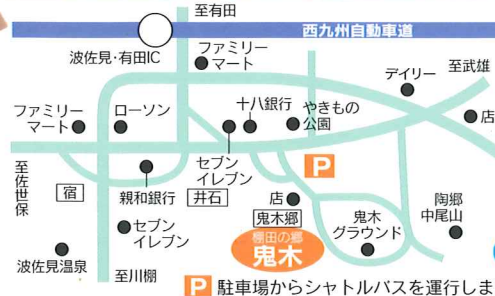 至有田
西九州自動車道
波佐見・有田IC
ファミリー
マート
デイリー
至武雄
ファミリー
マート
ローソン
十八銀行
やきもの
公園
店
至佐世保
宿
親和銀行
セブン
イレブン
井石
P
店
鬼木郷
棚田の郷
鬼木
鬼木
グラウンド
陶郷
中尾山
セブン
イレブン
波佐見温泉
至川棚
P 駐車場からシャトルバスを運行しま